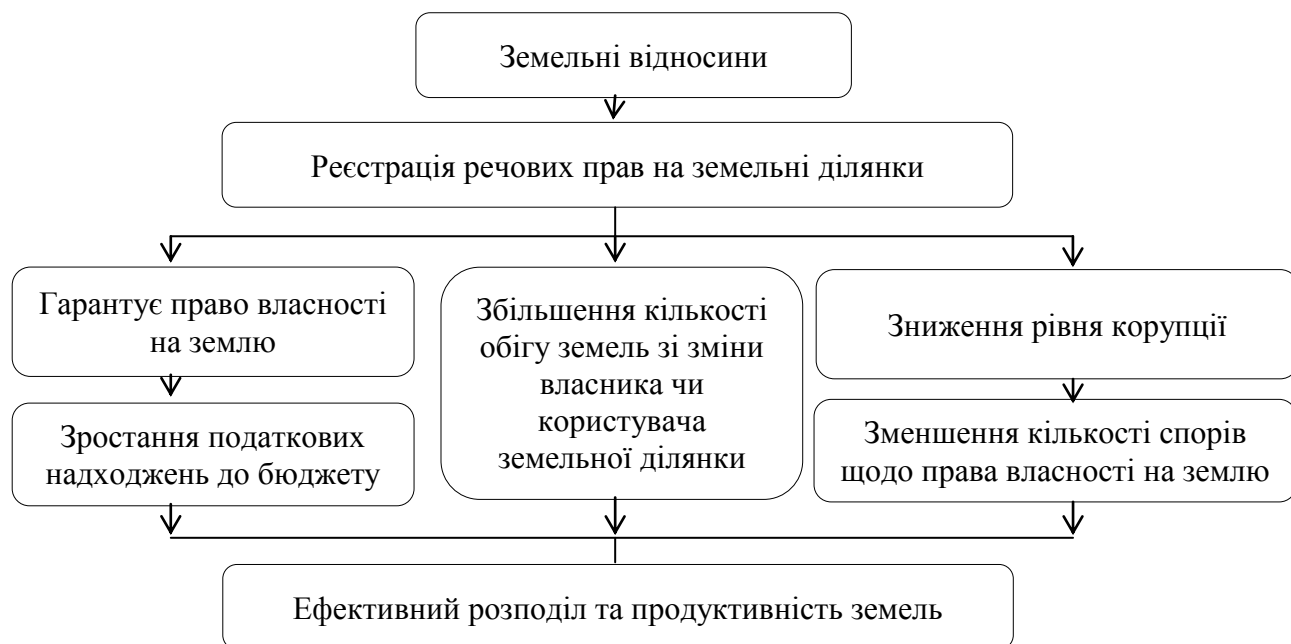 Земельні відносини
Реєстрація речових прав на земельні ділянки
Гарантує право власності
на землю
Збільшення кількості
обігу земель зі зміни
власника чи
користувача
земельної ділянки
Зниження рівня корупції
Зростання податкових
надходжень до бюджету
Зменшення кількості спорів
щодо права власності на землю
Ефективний розподіл та продуктивність земель